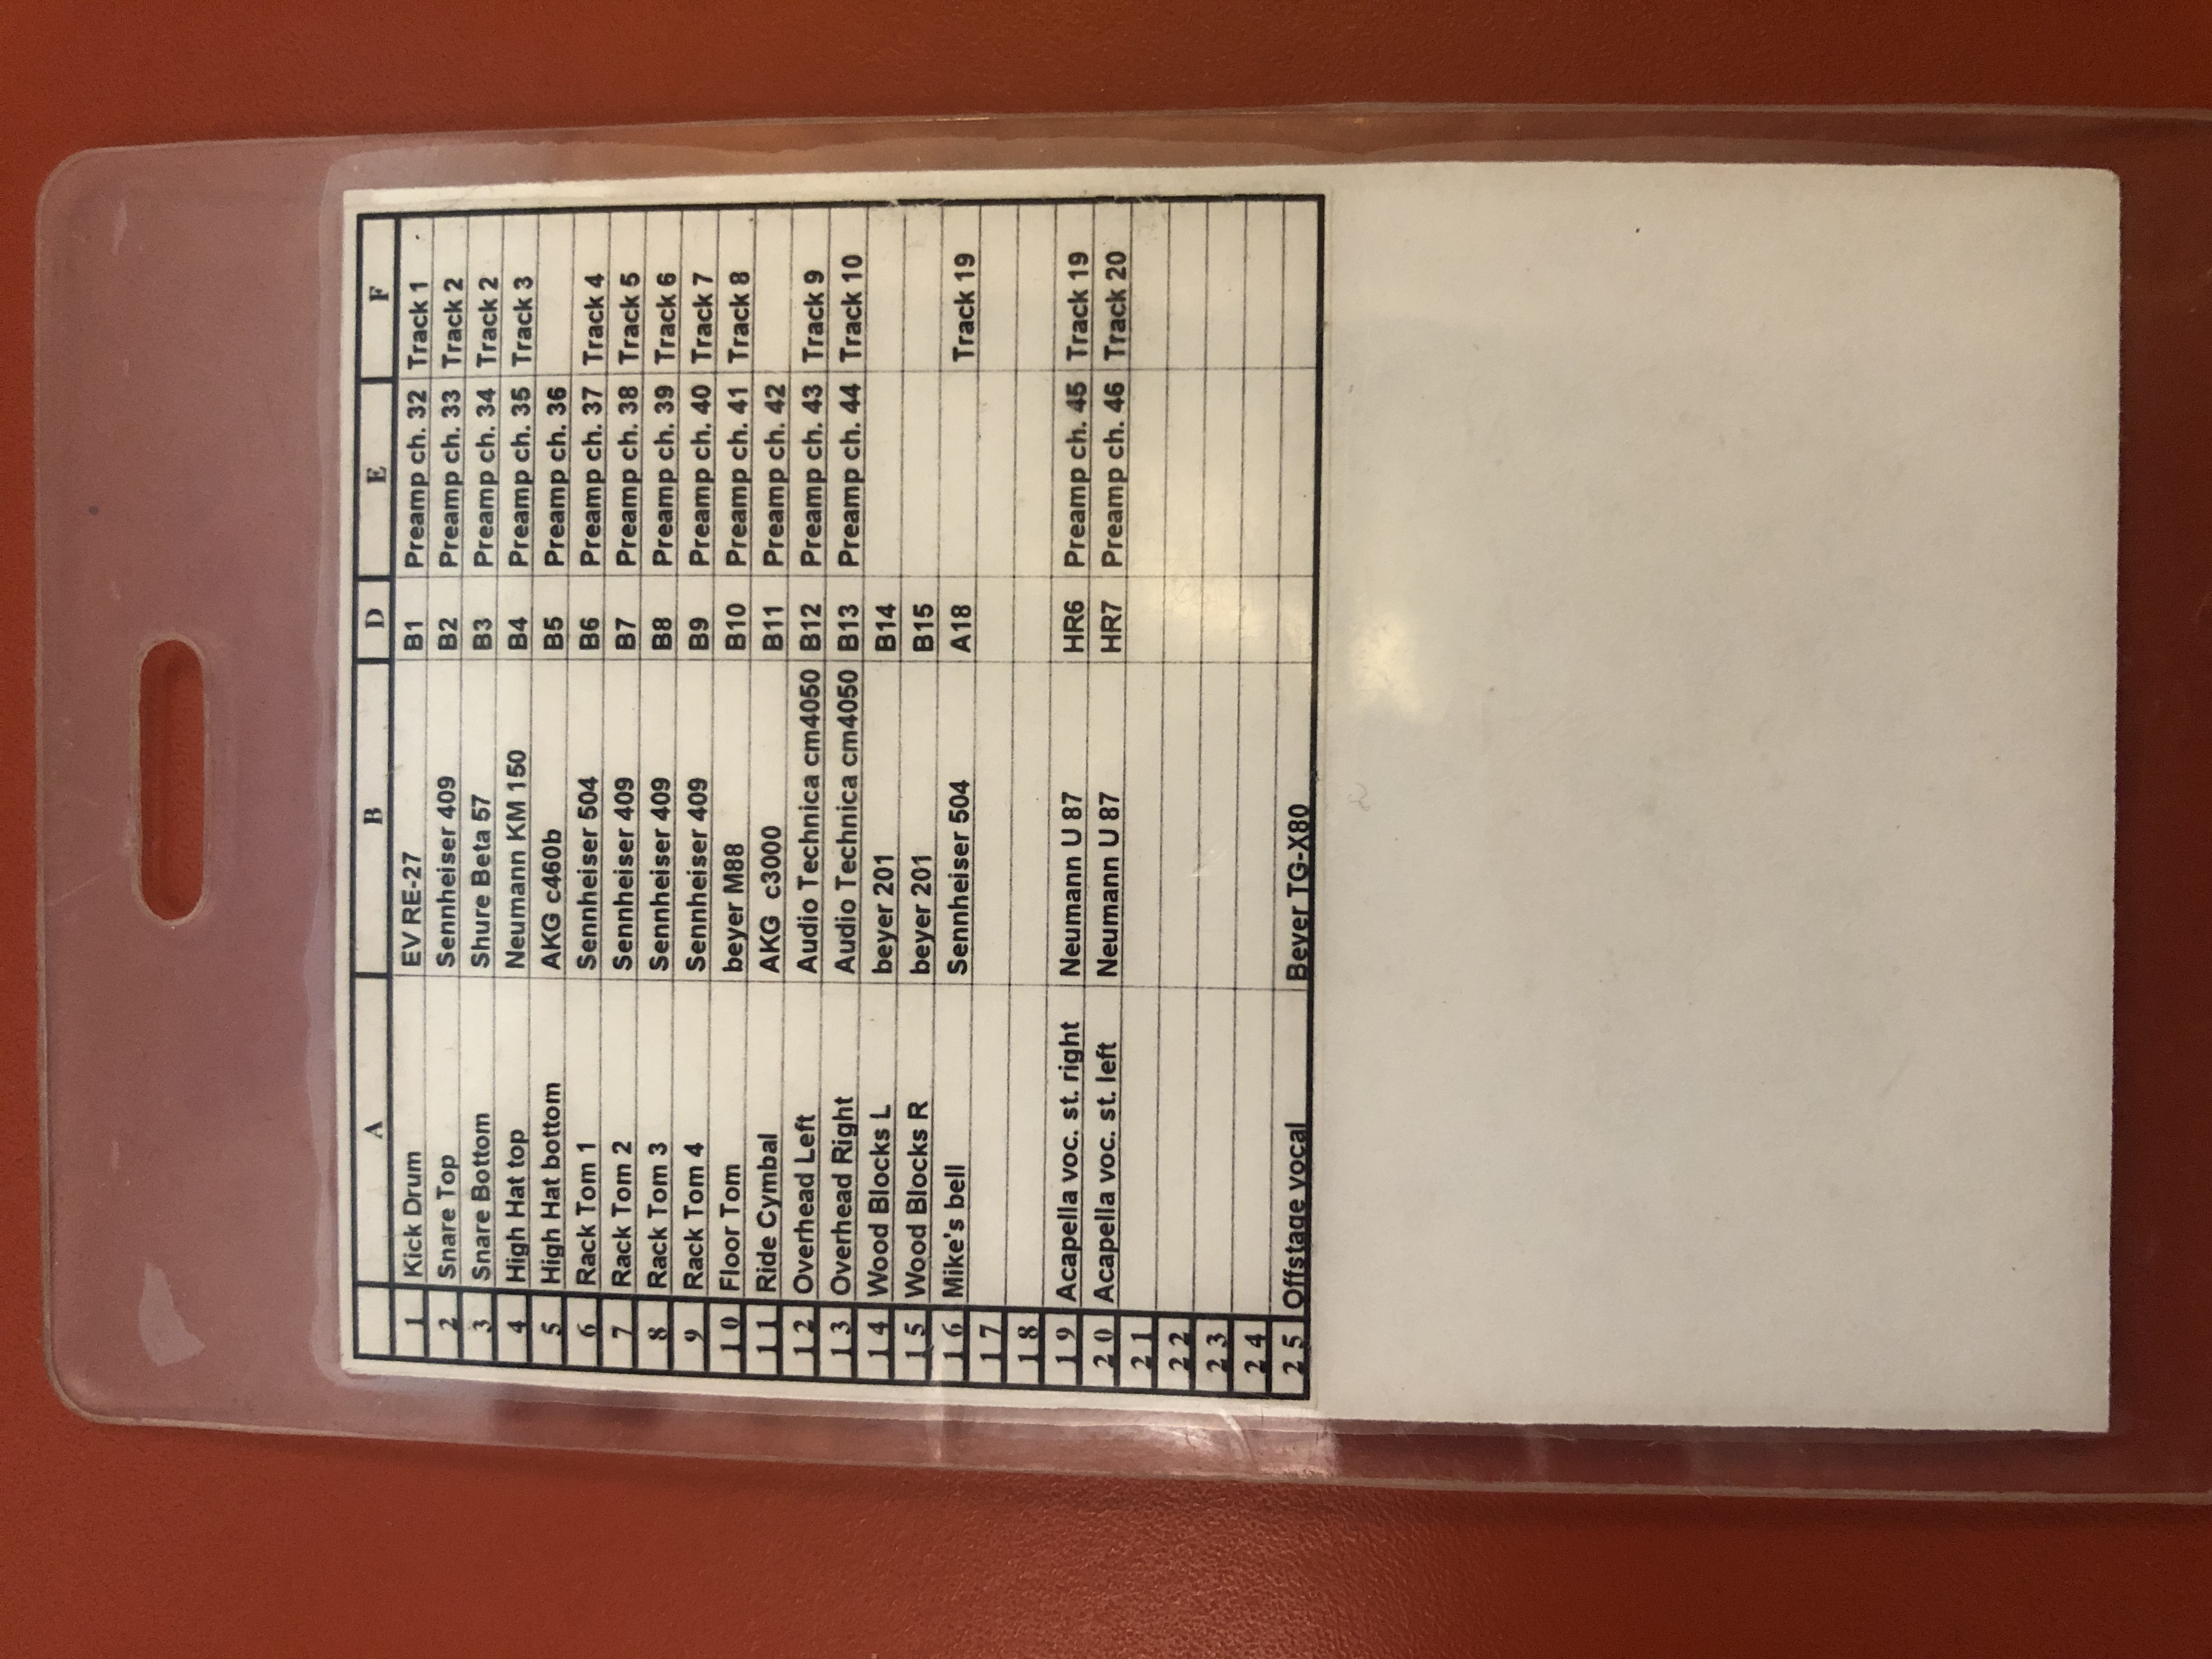 A B D E F
1 Kick Drum EV RE-27 B1 Preamp ch. 32 Track 1
2 Snare Top Sennheiser 409 B2 Preamp ch. 33 Track 2
3 Snare Bottom Shure Beta 57 B3 Preamp ch. 34 Track 2
4 High Hat top Neumann KM 150 B4 Preamp ch. 35 Track 3
5 High Hat bottom AKG c460b B5 Preamp ch. 36
6 Rack Tom 1 Sennheiser 504 B6 Preamp ch. 37 Track 4
7 Rack Tom 2 Sennheiser 409 B7 Preamp ch. 38 Track 5
8 Rack Tom 3 Sennheiser 409 B8 Preamp ch. 39 Track 6
9 Rack Tom 4 Sennheiser 409 B9 Preamp ch. 40 Track 7
10 Floor Tom beyer M88 B10 Preamp ch. 41 Track 8
11 Ride Cymbal AKG c3000 B11 Preamp ch. 42
12 Overhead Left Audio Technica cm4050 B12 Preamp ch. 43 Track 9
13 Overhead Right Audio Technica cm4050 B13 Preamp ch. 44 Track 10
14 Wood Blocks L beyer 201 B14
15 Wood Blocks R beyer 201 B15
16 Mike's bell Sennheiser 504 A18 Track 19
17
18
19 Acapella voc. st. right Neumann U 87 HR6 Preamp ch. 45 Track 19
20 Acapella voc. st. left Neumann U 87 HR7 Preamp ch. 46 Track 20
21
22
23
24
25 Offstage vocal Beyer TG-X80